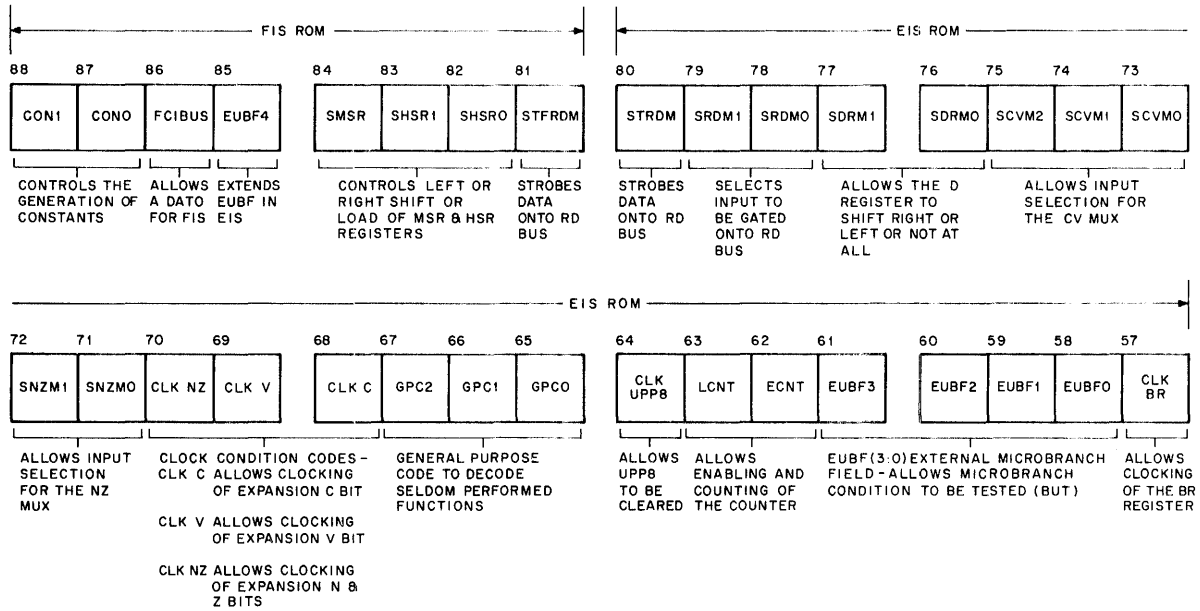 FIS ROM
EIS ROM
88 87 86 85 84 83 82 81 80 79 78 77 76 75 74 73
CON1 CON0 FCIBUS EUBF4 SMSR SHSR1 SHSR0 STFRDM STRDM SRDM1 SRDM0 SDRM1 SDRM0 SCVM2 SCVM1 SCVM0
CONTROLS THE
GENERATION OF
CONSTANTS
ALLOWS
A DATO
FOR FIS
EXTENDS
EUBF IN
EIS
CONTROLS LEFT OR
RIGHT SHIFT OR
LOAD OF MSR & HSR
REGISTERS
STROBES
DATA
ONTO RD
BUS
STROBES
DATA
ONTO RD
BUS
SELECTS
INPUT TO
BE GATED
ONTO RD
BUS
ALLOWS THE D
REGISTER TO
SHIFT RIGHT OR
LEFT OR NOT AT
ALL
ALLOWS INPUT
SELECTION FOR
THE CV MUX
EIS ROM
72 71 70 69 68 67 66 65 64 63 62 61 60 59 58 57
SNZM1 SNZM0 CLK NZ CLK V CLK C GPC2 GPC1 GPC0 CLK UPP8 LCNT ECNT EUBF3 EUBF2 EUBF1 EUBF0 CLK BR
ALLOWS INPUT
SELECTION
FOR THE NZ
MUX
CLOCK CONDITION CODES-
CLK C ALLOWS CLOCKING
OF EXPANSION C BIT
CLK V ALLOWS CLOCKING
OF EXPANSION V BIT
CLK NZ ALLOWS CLOCKING
OF EXPANSION N &
Z BITS
GENERAL PURPOSE
CODE TO DECODE
SELDOM PERFORMED
FUNCTIONS
ALLOWS
UPP8
TO BE
CLEARED
ALLOWS
ENABLING AND
COUNTING OF
THE COUNTER
EUBF(3:0) EXTERNAL MICROBRANCH
FIELD-ALLOWS MICROBRANCH
CONDITION TO BE TESTED (BUT)
ALLOWS
CLOCKING
OF THE BR
REGISTER